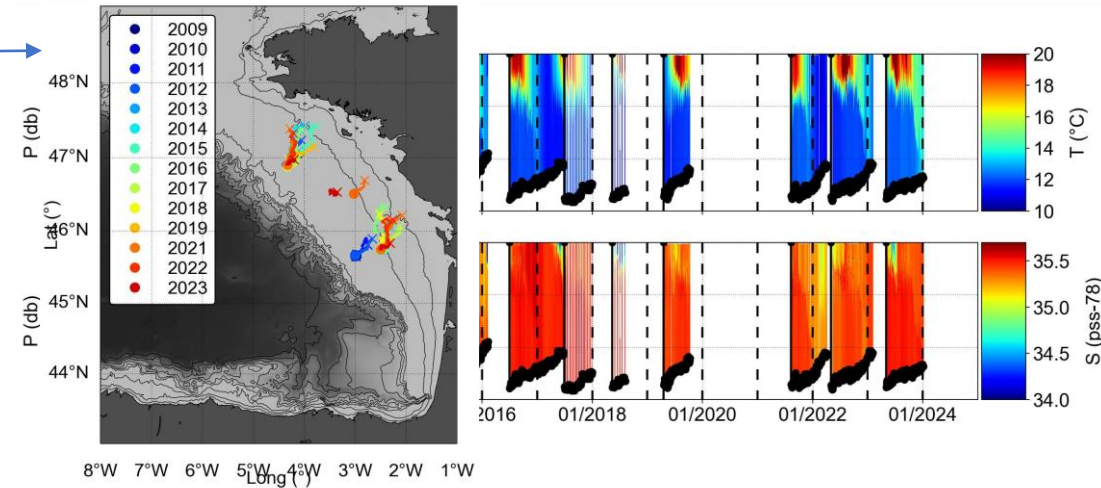 2009
2010
2011
2012
2013
2014
2015
2016
2017
2018
2019
2021
2022
2023
48°N
47°N
46°N
45°N
44°N
Lat(°)
8°W 7°W 6°W 5°W 4°W 3°W 2°W 1°W
Long (°)
P (db)
20
18
16
14
12
10
T (°C)
P (db)
35.5
35.0
34.5
34.0
S (pss-78)
2016 01/2018 01/2020 01/2022 01/2024